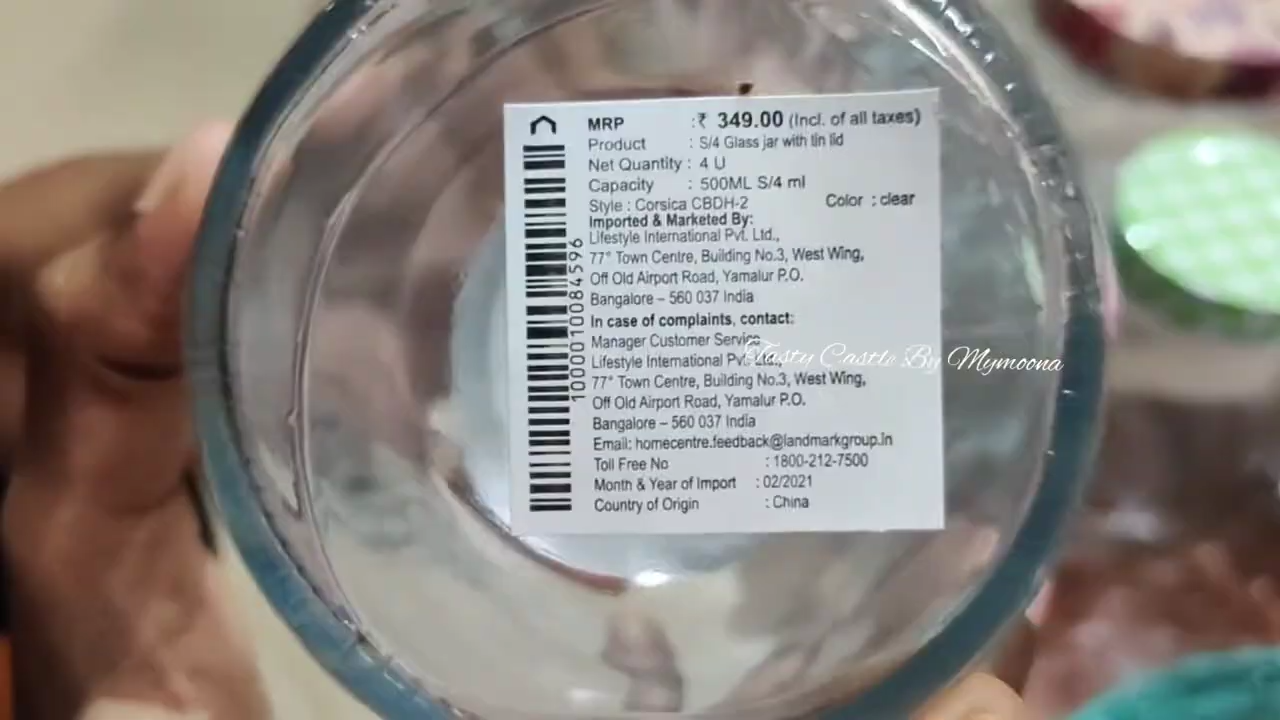 MRP :₹ 349.00 (Incl. of all taxes)
Product : S/4 Glass jar with tin lid
Net Quantity : 4 U
Capacity : 500ML S/4 ml
Style : Corsica CBDH-2 Color : clear
Imported & Marketed By:
Lifestyle International Pvt. Ltd.,
77° Town Centre, Building No.3, West Wing,
Off Old Airport Road, Yamalur P.O.
Bangalore – 560 037 India
In case of complaints, contact:
Manager Customer Service
Lifestyle International Pvt. Ltd.,
77° Town Centre, Building No.3, West Wing,
Off Old Airport Road, Yamalur P.O.
Bangalore – 560 037 India
Email: homecentre.feedback@landmarkgroup.in
Toll Free No : 1800-212-7500
Month & Year of Import : 02/2021
Country of Origin : China
1000010084596
Tasty Castle By Mymoona